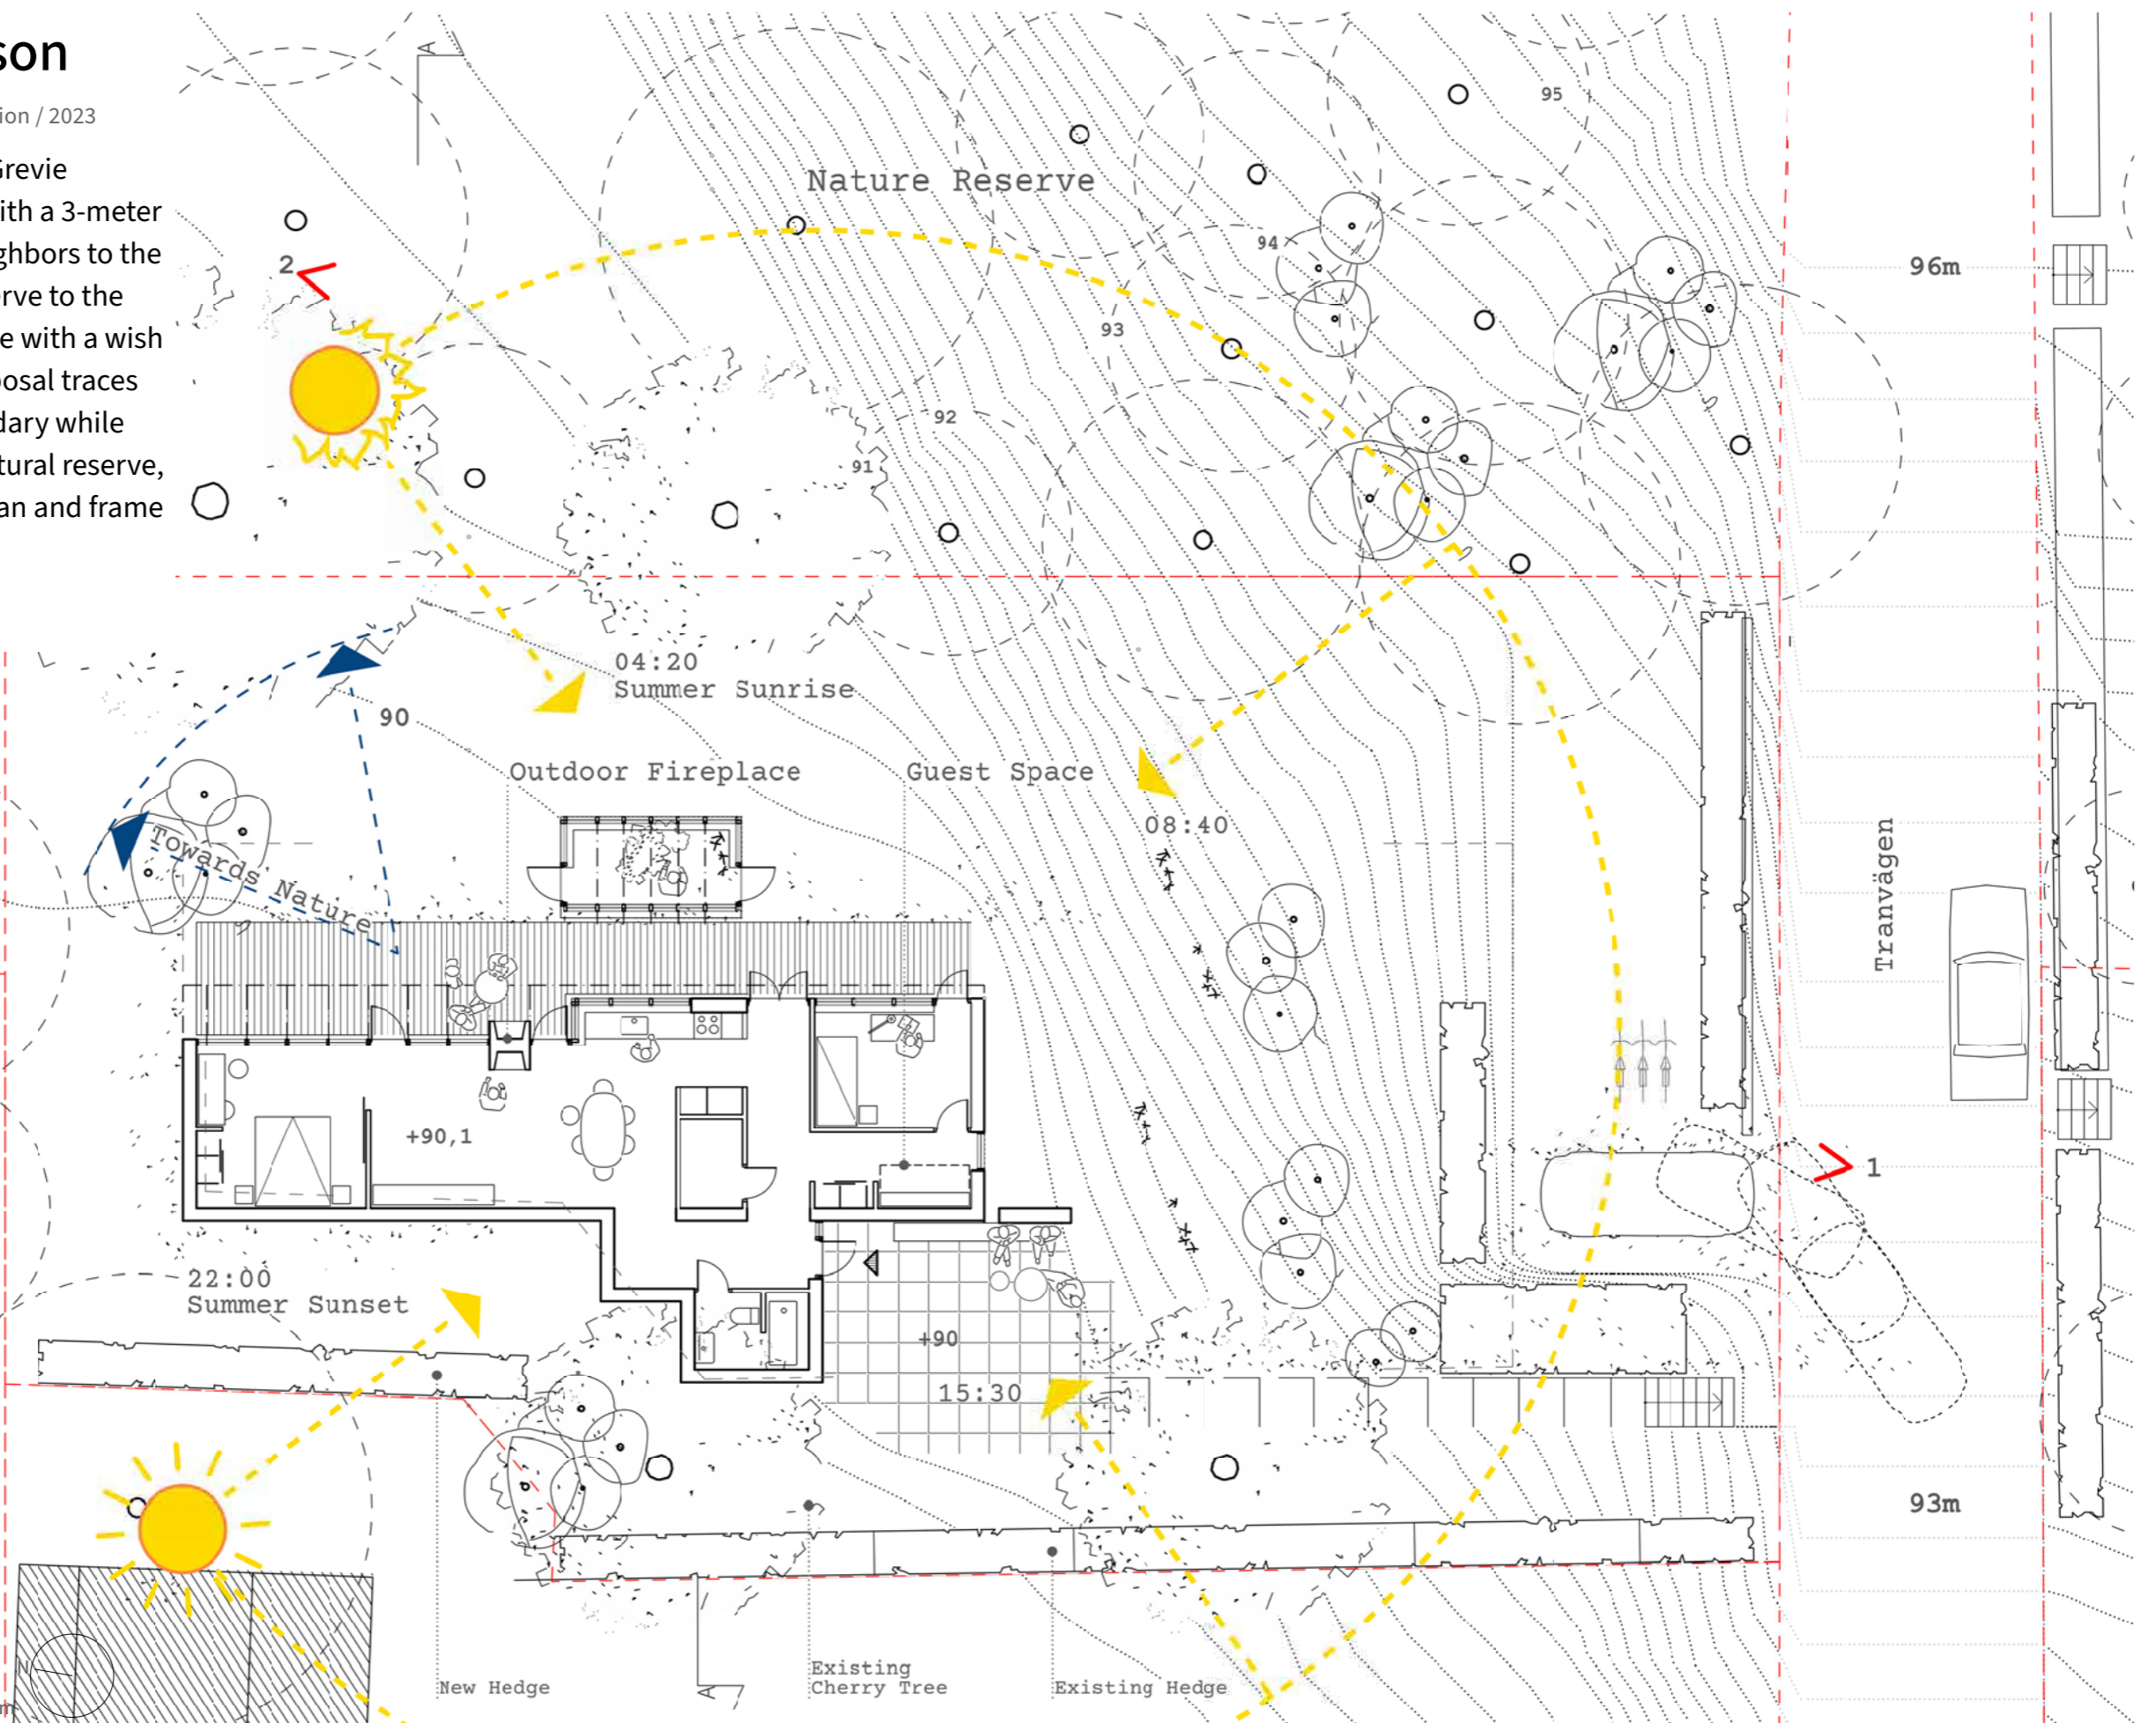 son
ion / 2023
Grevie
ith a 3-meter
ghbors to the
erve to the
e with a wish
posal traces
dary while
tural reserve,
an and frame
A
Nature Reserve
95
94
93
92
91
90
96m
2
04:20
Summer Sunrise
Outdoor Fireplace
Guest Space
08:40
Towards Nature
Tranvägen
+90,1
1
22:00
Summer Sunset
+90
15:30
93m
N
New Hedge
A
Existing
Cherry Tree
Existing Hedge
m